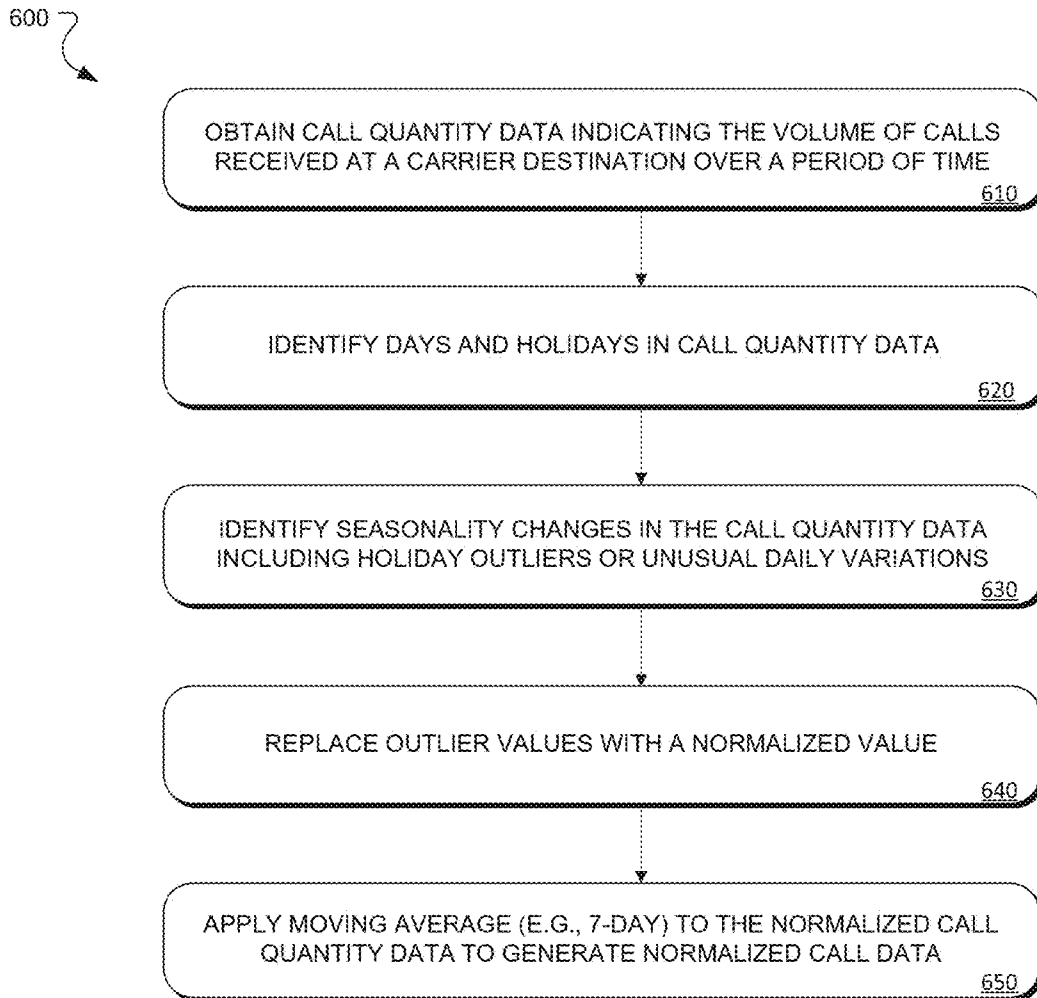 600
OBTAIN CALL QUANTITY DATA INDICATING THE VOLUME OF CALLS
RECEIVED AT A CARRIER DESTINATION OVER A PERIOD OF TIME
610
IDENTIFY DAYS AND HOLIDAYS IN CALL QUANTITY DATA
620
IDENTIFY SEASONALITY CHANGES IN THE CALL QUANTITY DATA
INCLUDING HOLIDAY OUTLIERS OR UNUSUAL DAILY VARIATIONS
630
REPLACE OUTLIER VALUES WITH A NORMALIZED VALUE
640
APPLY MOVING AVERAGE (E.G., 7-DAY) TO THE NORMALIZED CALL
QUANTITY DATA TO GENERATE NORMALIZED CALL DATA
650